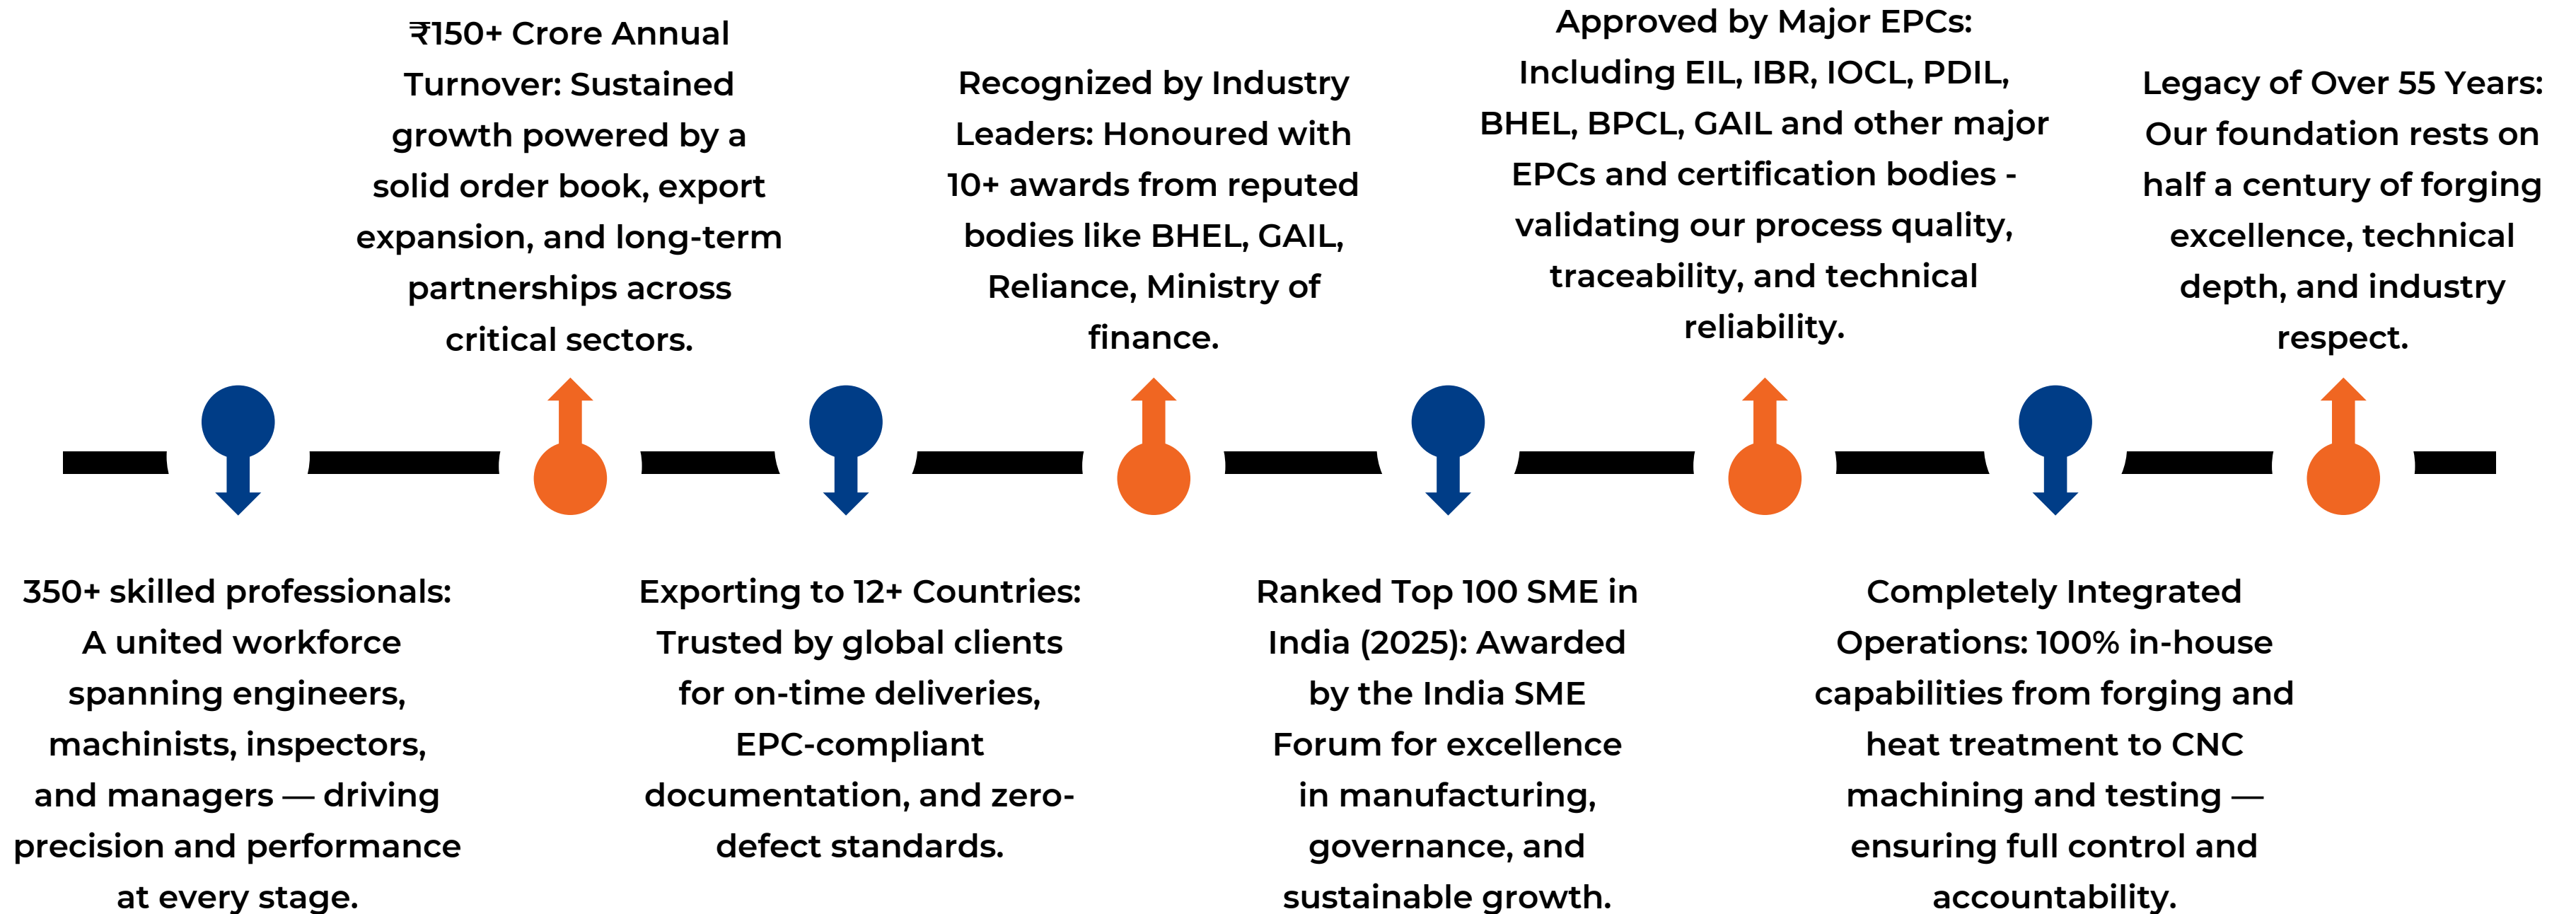 ₹150+ Crore Annual
Turnover: Sustained
growth powered by a
solid order book, export
expansion, and long-term
partnerships across
critical sectors.
Recognized by Industry
Leaders: Honoured with
10+ awards from reputed
bodies like BHEL, GAIL,
Reliance, Ministry of
finance.
Approved by Major EPCs:
Including EIL, IBR, IOCL, PDIL,
BHEL, BPCL, GAIL and other major
EPCs and certification bodies -
validating our process quality,
traceability, and technical
reliability.
Legacy of Over 55 Years:
Our foundation rests on
half a century of forging
excellence, technical
depth, and industry
respect.
350+ skilled professionals:
A united workforce
spanning engineers,
machinists, inspectors,
and managers — driving
precision and performance
at every stage.
Exporting to 12+ Countries:
Trusted by global clients
for on-time deliveries,
EPC-compliant
documentation, and zero-
defect standards.
Ranked Top 100 SME in
India (2025): Awarded
by the India SME
Forum for excellence
in manufacturing,
governance, and
sustainable growth.
Completely Integrated
Operations: 100% in-house
capabilities from forging and
heat treatment to CNC
machining and testing —
ensuring full control and
accountability.